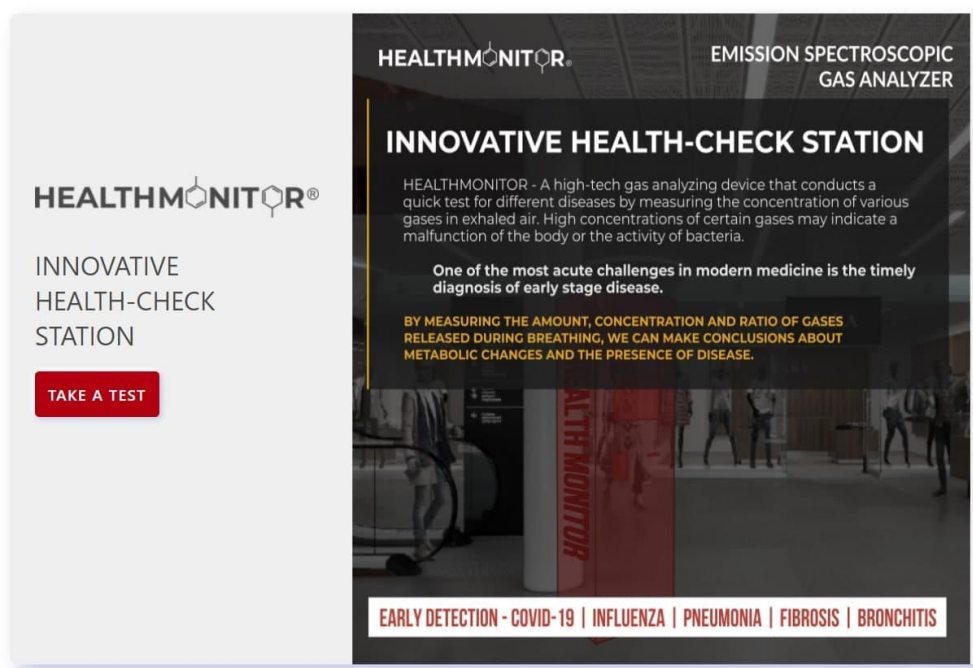 HEALTHMONITOR®
INNOVATIVE
HEALTH-CHECK
STATION
TAKE A TEST
HEALTHMONITOR®
EMISSION SPECTROSCOPIC
GAS ANALYZER
INNOVATIVE HEALTH-CHECK STATION
HEALTHMONITOR - A high-tech gas analyzing device that conducts a
quick test for different diseases by measuring the concentration of various
gases in exhaled air. High concentrations of certain gases may indicate a
malfunction of the body or the activity of bacteria.
One of the most acute challenges in modern medicine is the timely
diagnosis of early stage disease.
BY MEASURING THE AMOUNT, CONCENTRATION AND RATIO OF GASES
RELEASED DURING BREATHING, WE CAN MAKE CONCLUSIONS ABOUT
METABOLIC CHANGES AND THE PRESENCE OF DISEASE.
MONITOR
EARLY DETECTION - COVID-19 | INFLUENZA | PNEUMONIA | FIBROSIS | BRONCHITIS